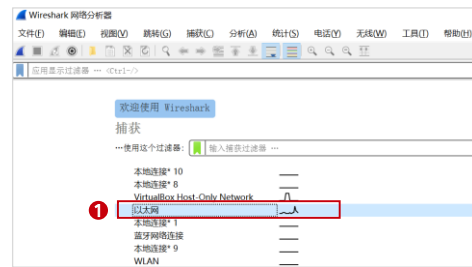 Wireshark 网络分析器
文件(F) 编辑(E) 视图(V) 跳转(G) 捕获(C) 分析(A) 统计(S) 电话(Y) 无线(W) 工具(T) 帮助(H)
应用显示过滤器 … <Ctrl-/>
欢迎使用 Wireshark
捕获
…使用这个过滤器: 输入捕获过滤器 …
本地连接* 10
本地连接* 8
VirtualBox Host-Only Network
1 以太网
本地连接* 1
蓝牙网络连接
本地连接* 9
WLAN